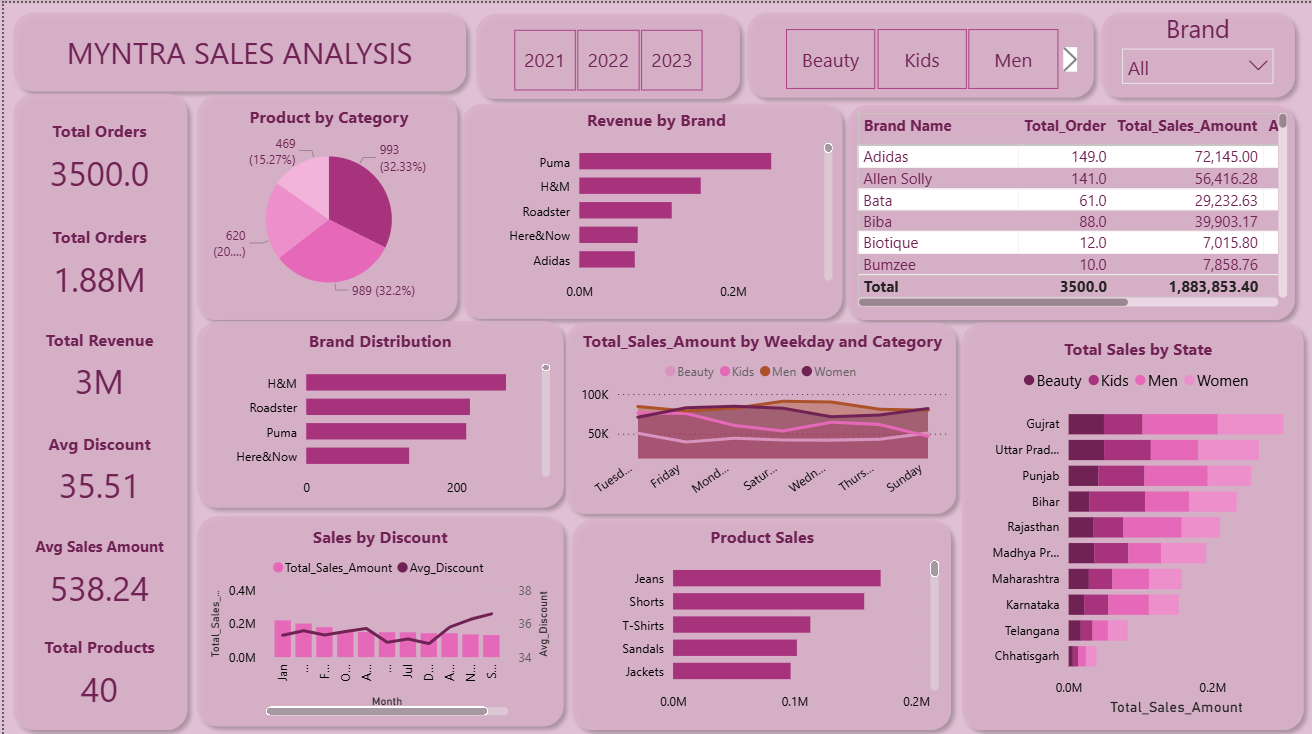 MYNTRA SALES ANALYSIS
2021
2022
2023
Beauty
Kids
Men
Brand
All
Total Orders
3500.0
Total Orders
1.88M
Total Revenue
3M
Avg Discount
35.51
Avg Sales Amount
538.24
Total Products
40
Product by Category
469
(15.27%)
993
(32.33%)
620
(20....)
989 (32.2%)
Revenue by Brand
Puma
H&M
Roadster
Here&Now
Adidas
0.0M 0.2M
Brand Name Total_Order Total_Sales_Amount A
Adidas 149.0 72,145.00
Allen Solly 141.0 56,416.28
Bata 61.0 29,232.63
Biba 88.0 39,903.17
Biotique 12.0 7,015.80
Bumzee 10.0 7,858.76
Total 3500.0 1,883,853.40
Brand Distribution
H&M
Roadster
Puma
Here&Now
0 200
Total_Sales_Amount by Weekday and Category
Beauty Kids Men Women
100K
50K
Tuesd... Friday Mond... Satur... Wedn... Thurs... Sunday
Total Sales by State
Beauty Kids Men Women
Gujrat
Uttar Prad...
Punjab
Bihar
Rajasthan
Madhya Pr...
Maharashtra
Karnataka
Telangana
Chhatisgarh
0.0M 0.2M
Total_Sales_Amount
Sales by Discount
Total_Sales_Amount Avg_Discount
Total_Sales_...
0.4M
0.2M
0.0M
38
36
34
Avg_Discount
Jan ... F... O... A... ... Jul D... A... N... S...
Month
Product Sales
Jeans
Shorts
T-Shirts
Sandals
Jackets
0.0M 0.1M 0.2M